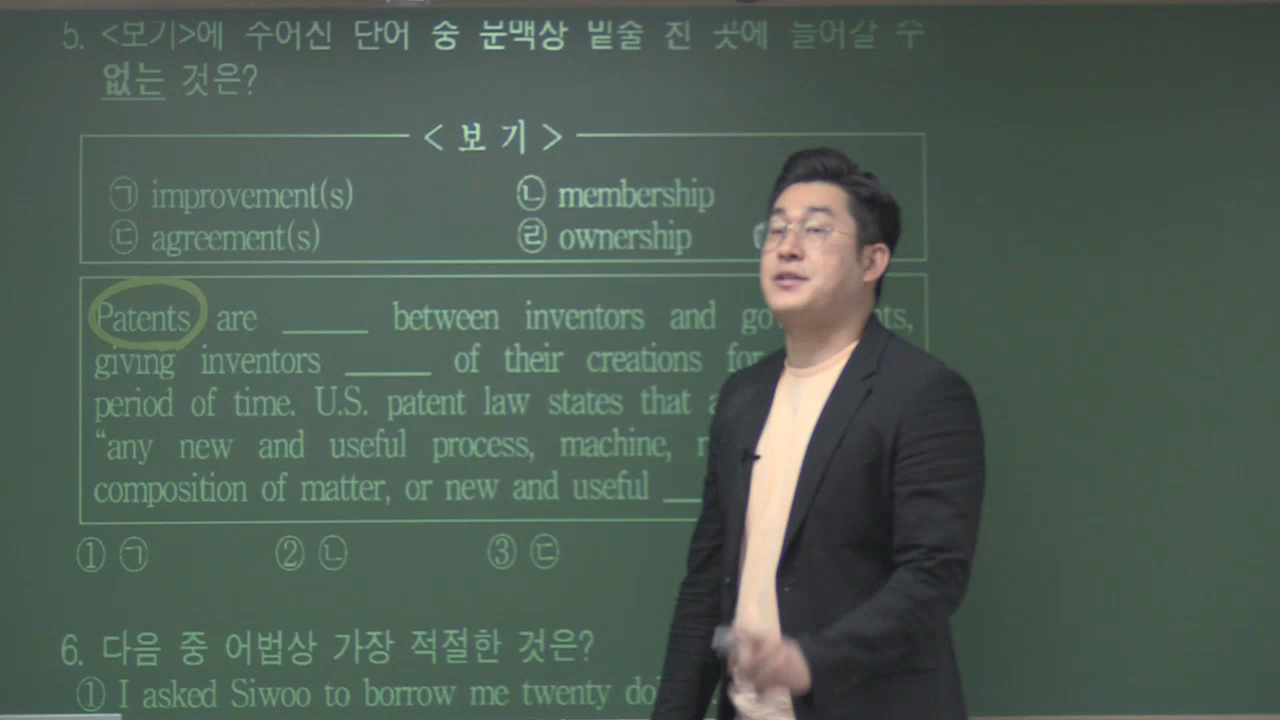 5. <보기>에 주어진 단어 중 문맥상 밑줄 친 곳에 들어갈 수
없는 것은?
< 보 기 >
㉠ improvement(s) ㉡ membership
㉢ agreement(s) ㉣ ownership
Patents are ______ between inventors and
giving inventors ______ of their creations
period of time. U.S. patent law states that
“any new and useful process, machine,
composition of matter, or new and useful
① ㉠ ② ㉡ ③ ㉢
6. 다음 중 어법상 가장 적절한 것은?
① I asked Siwoo to borrow me twenty